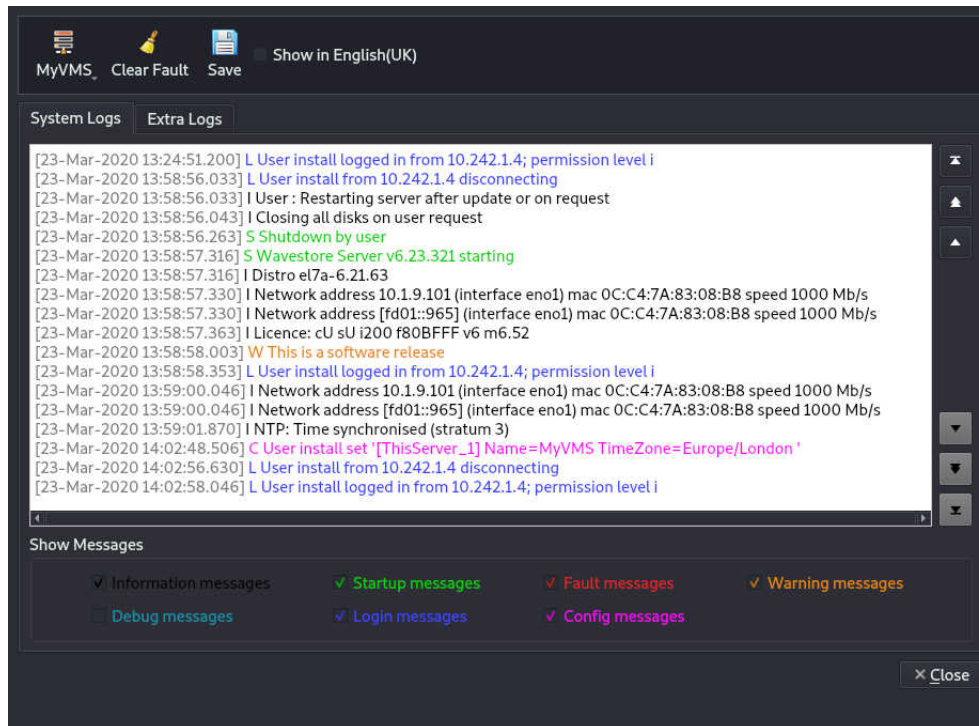 MyVMS Clear Fault Save Show in English(UK)
System Logs Extra Logs
[23-Mar-2020 13:24:51.200] L User install logged in from 10.242.1.4; permission level i
[23-Mar-2020 13:58:56.033] L User install from 10.242.1.4 disconnecting
[23-Mar-2020 13:58:56.033] I User : Restarting server after update or on request
[23-Mar-2020 13:58:56.043] I Closing all disks on user request
[23-Mar-2020 13:58:56.263] S Shutdown by user
[23-Mar-2020 13:58:57.316] S Wavestore Server v6.23.321 starting
[23-Mar-2020 13:58:57.316] I Distro el7a-6.21.63
[23-Mar-2020 13:58:57.330] I Network address 10.1.9.101 (interface eno1) mac 0C:C4:7A:83:08:B8 speed 1000 Mb/s
[23-Mar-2020 13:58:57.330] I Network address [fd01::965] (interface eno1) mac 0C:C4:7A:83:08:B8 speed 1000 Mb/s
[23-Mar-2020 13:58:57.363] I Licence: cU sU i200 f80BFFF v6 m6.52
[23-Mar-2020 13:58:58.003] W This is a software release
[23-Mar-2020 13:58:58.353] L User install logged in from 10.242.1.4; permission level i
[23-Mar-2020 13:59:00.046] I Network address 10.1.9.101 (interface eno1) mac 0C:C4:7A:83:08:B8 speed 1000 Mb/s
[23-Mar-2020 13:59:00.046] I Network address [fd01::965] (interface eno1) mac 0C:C4:7A:83:08:B8 speed 1000 Mb/s
[23-Mar-2020 13:59:01.870] I NTP: Time synchronised (stratum 3)
[23-Mar-2020 14:02:48.506] C User install set '[ThisServer_1] Name=MyVMS TimeZone=Europe/London '
[23-Mar-2020 14:02:56.630] L User install from 10.242.1.4 disconnecting
[23-Mar-2020 14:02:58.046] L User install logged in from 10.242.1.4; permission level i
Show Messages
Information messages Startup messages Fault messages Warning messages
Debug messages Login messages Config messages
Close